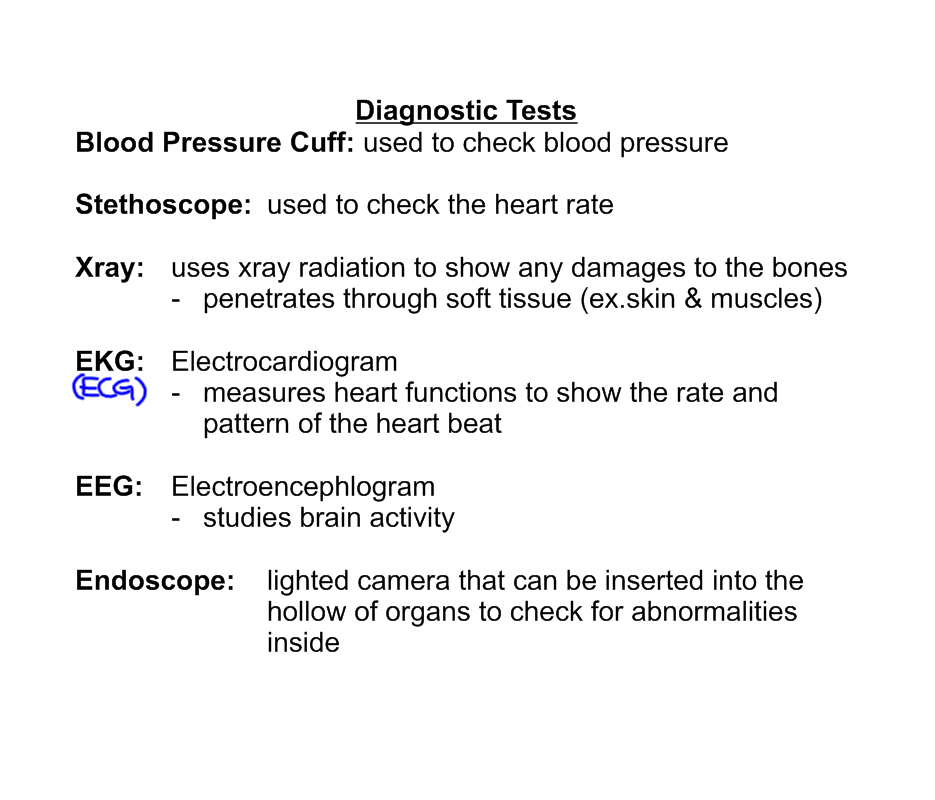 Diagnostic Tests
Blood Pressure Cuff: used to check blood pressure
Stethoscope: used to check the heart rate
Xray: uses xray radiation to show any damages to the bones
- penetrates through soft tissue (ex.skin & muscles)
EKG: Electrocardiogram
(ECG) - measures heart functions to show the rate and
pattern of the heart beat
EEG: Electroencephlogram
- studies brain activity
Endoscope: lighted camera that can be inserted into the
hollow of organs to check for abnormalities
inside